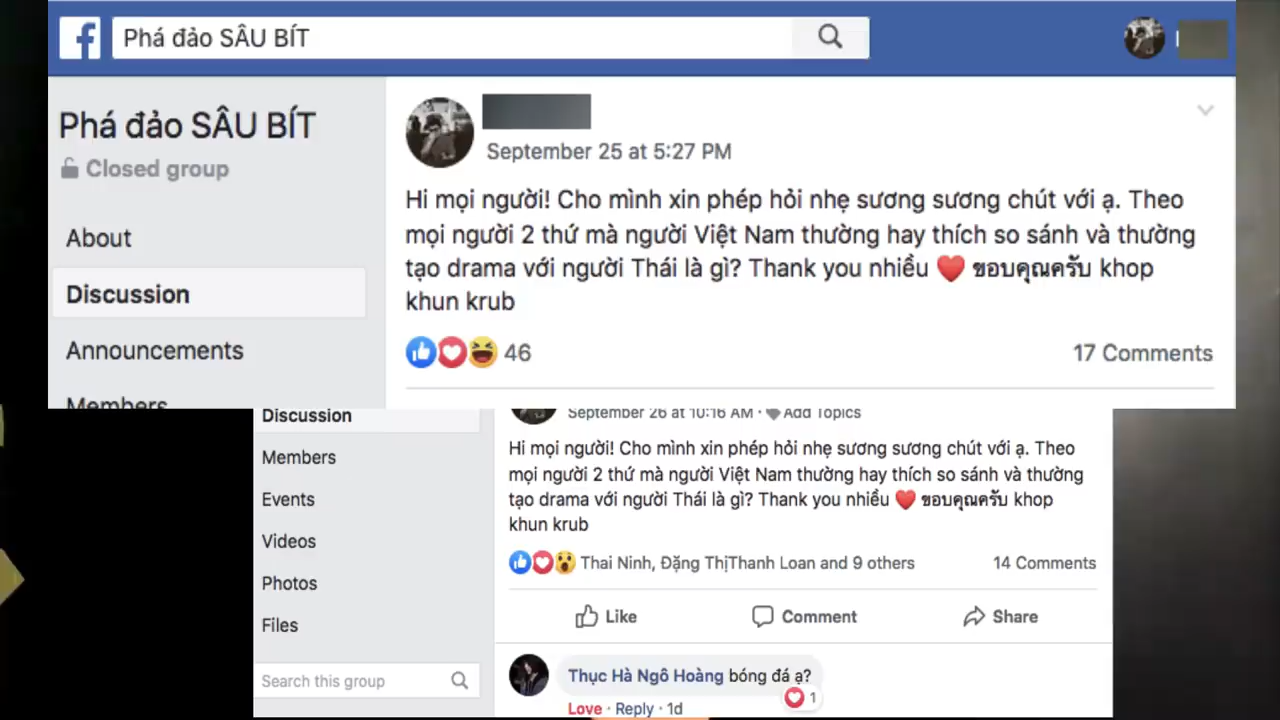 Phá đảo SÂU BÍT
Phá đảo SÂU BÍT
Closed group
About
Discussion
Announcements
Members
September 25 at 5:27 PM
Hi mọi người! Cho mình xin phép hỏi nhẹ sương sương chút với ạ. Theo
mọi người 2 thứ mà người Việt Nam thường hay thích so sánh và thường
tạo drama với người Thái là gì? Thank you nhiều ❤️ ขอบคุณครับ khop
khun krub
46
17 Comments
Discussion
Members
Events
Videos
Photos
Files
Search this group
September 26 at 10:16 AM · Add Topics
Hi mọi người! Cho mình xin phép hỏi nhẹ sương sương chút với ạ. Theo
mọi người 2 thứ mà người Việt Nam thường hay thích so sánh và thường
tạo drama với người Thái là gì? Thank you nhiều ❤️ ขอบคุณครับ khop
khun krub
Thai Ninh, Đặng ThịThanh Loan and 9 others
14 Comments
Like
Comment
Share
Thục Hà Ngô Hoàng bóng đá ạ?
1
Love · Reply · 1d